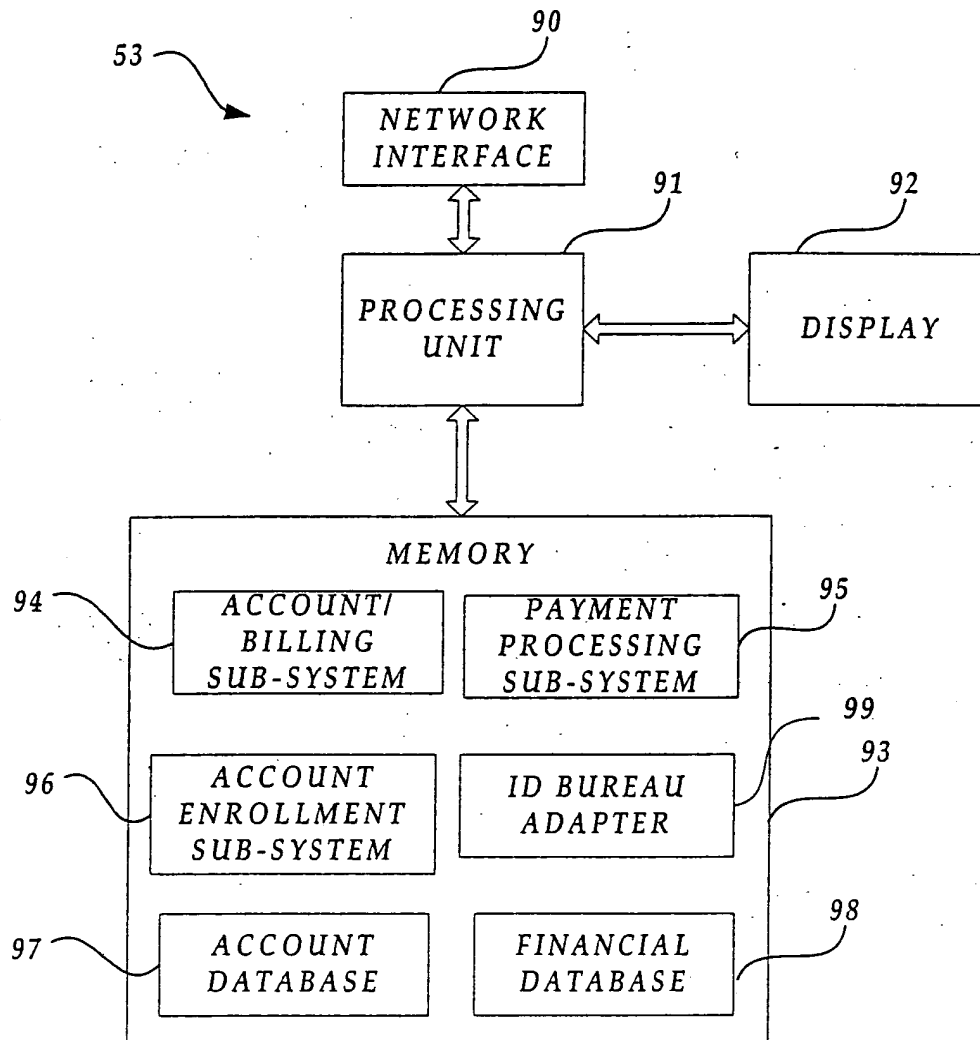 90
53
NETWORK
INTERFACE
91
92
PROCESSING
UNIT
DISPLAY
MEMORY
94
ACCOUNT/
BILLING
SUB-SYSTEM
PAYMENT
PROCESSING
SUB-SYSTEM
95
99
93
96
ACCOUNT
ENROLLMENT
SUB-SYSTEM
ID BUREAU
ADAPTER
97
ACCOUNT
DATABASE
FINANCIAL
DATABASE
98